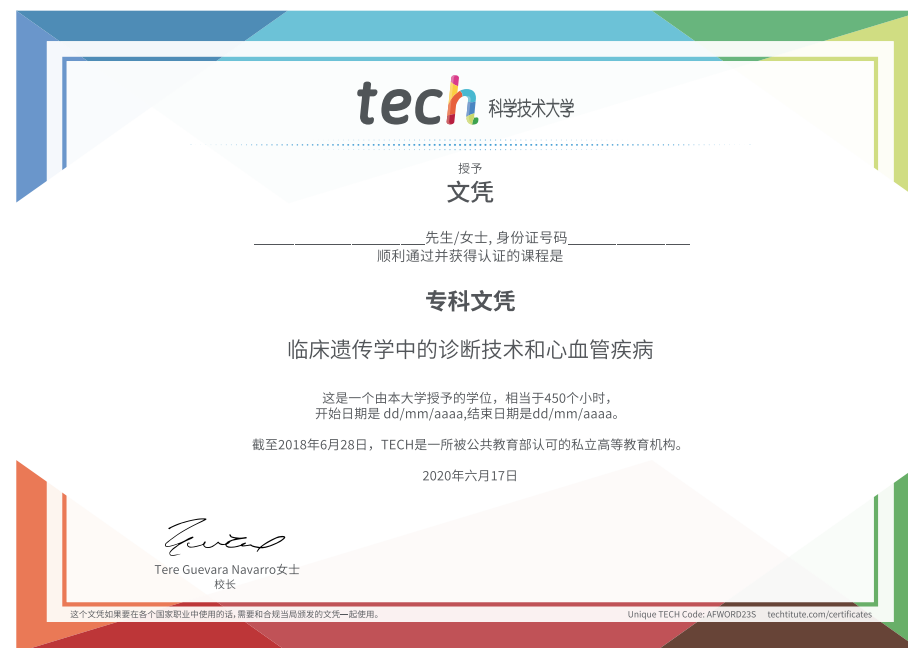 tech 科学技术大学
授予
文凭
先生/女士, 身份证号码
顺利通过并获得认证的课程是
专科文凭
临床遗传学中的诊断技术和心血管疾病
这是一个由本大学授予的学位，相当于450个小时，
开始日期是 dd/mm/aaaa,结束日期是dd/mm/aaaa。
截至2018年6月28日，TECH是一所被公共教育部认可的私立高等教育机构。
2020年六月17日
Tere Guevara Navarro女士
校长
这个文凭如果要在各个国家职业中使用的话,需要和合规当局颁发的文凭一起使用。
Unique TECH Code: AFWORD23S techtitute.com/certificates